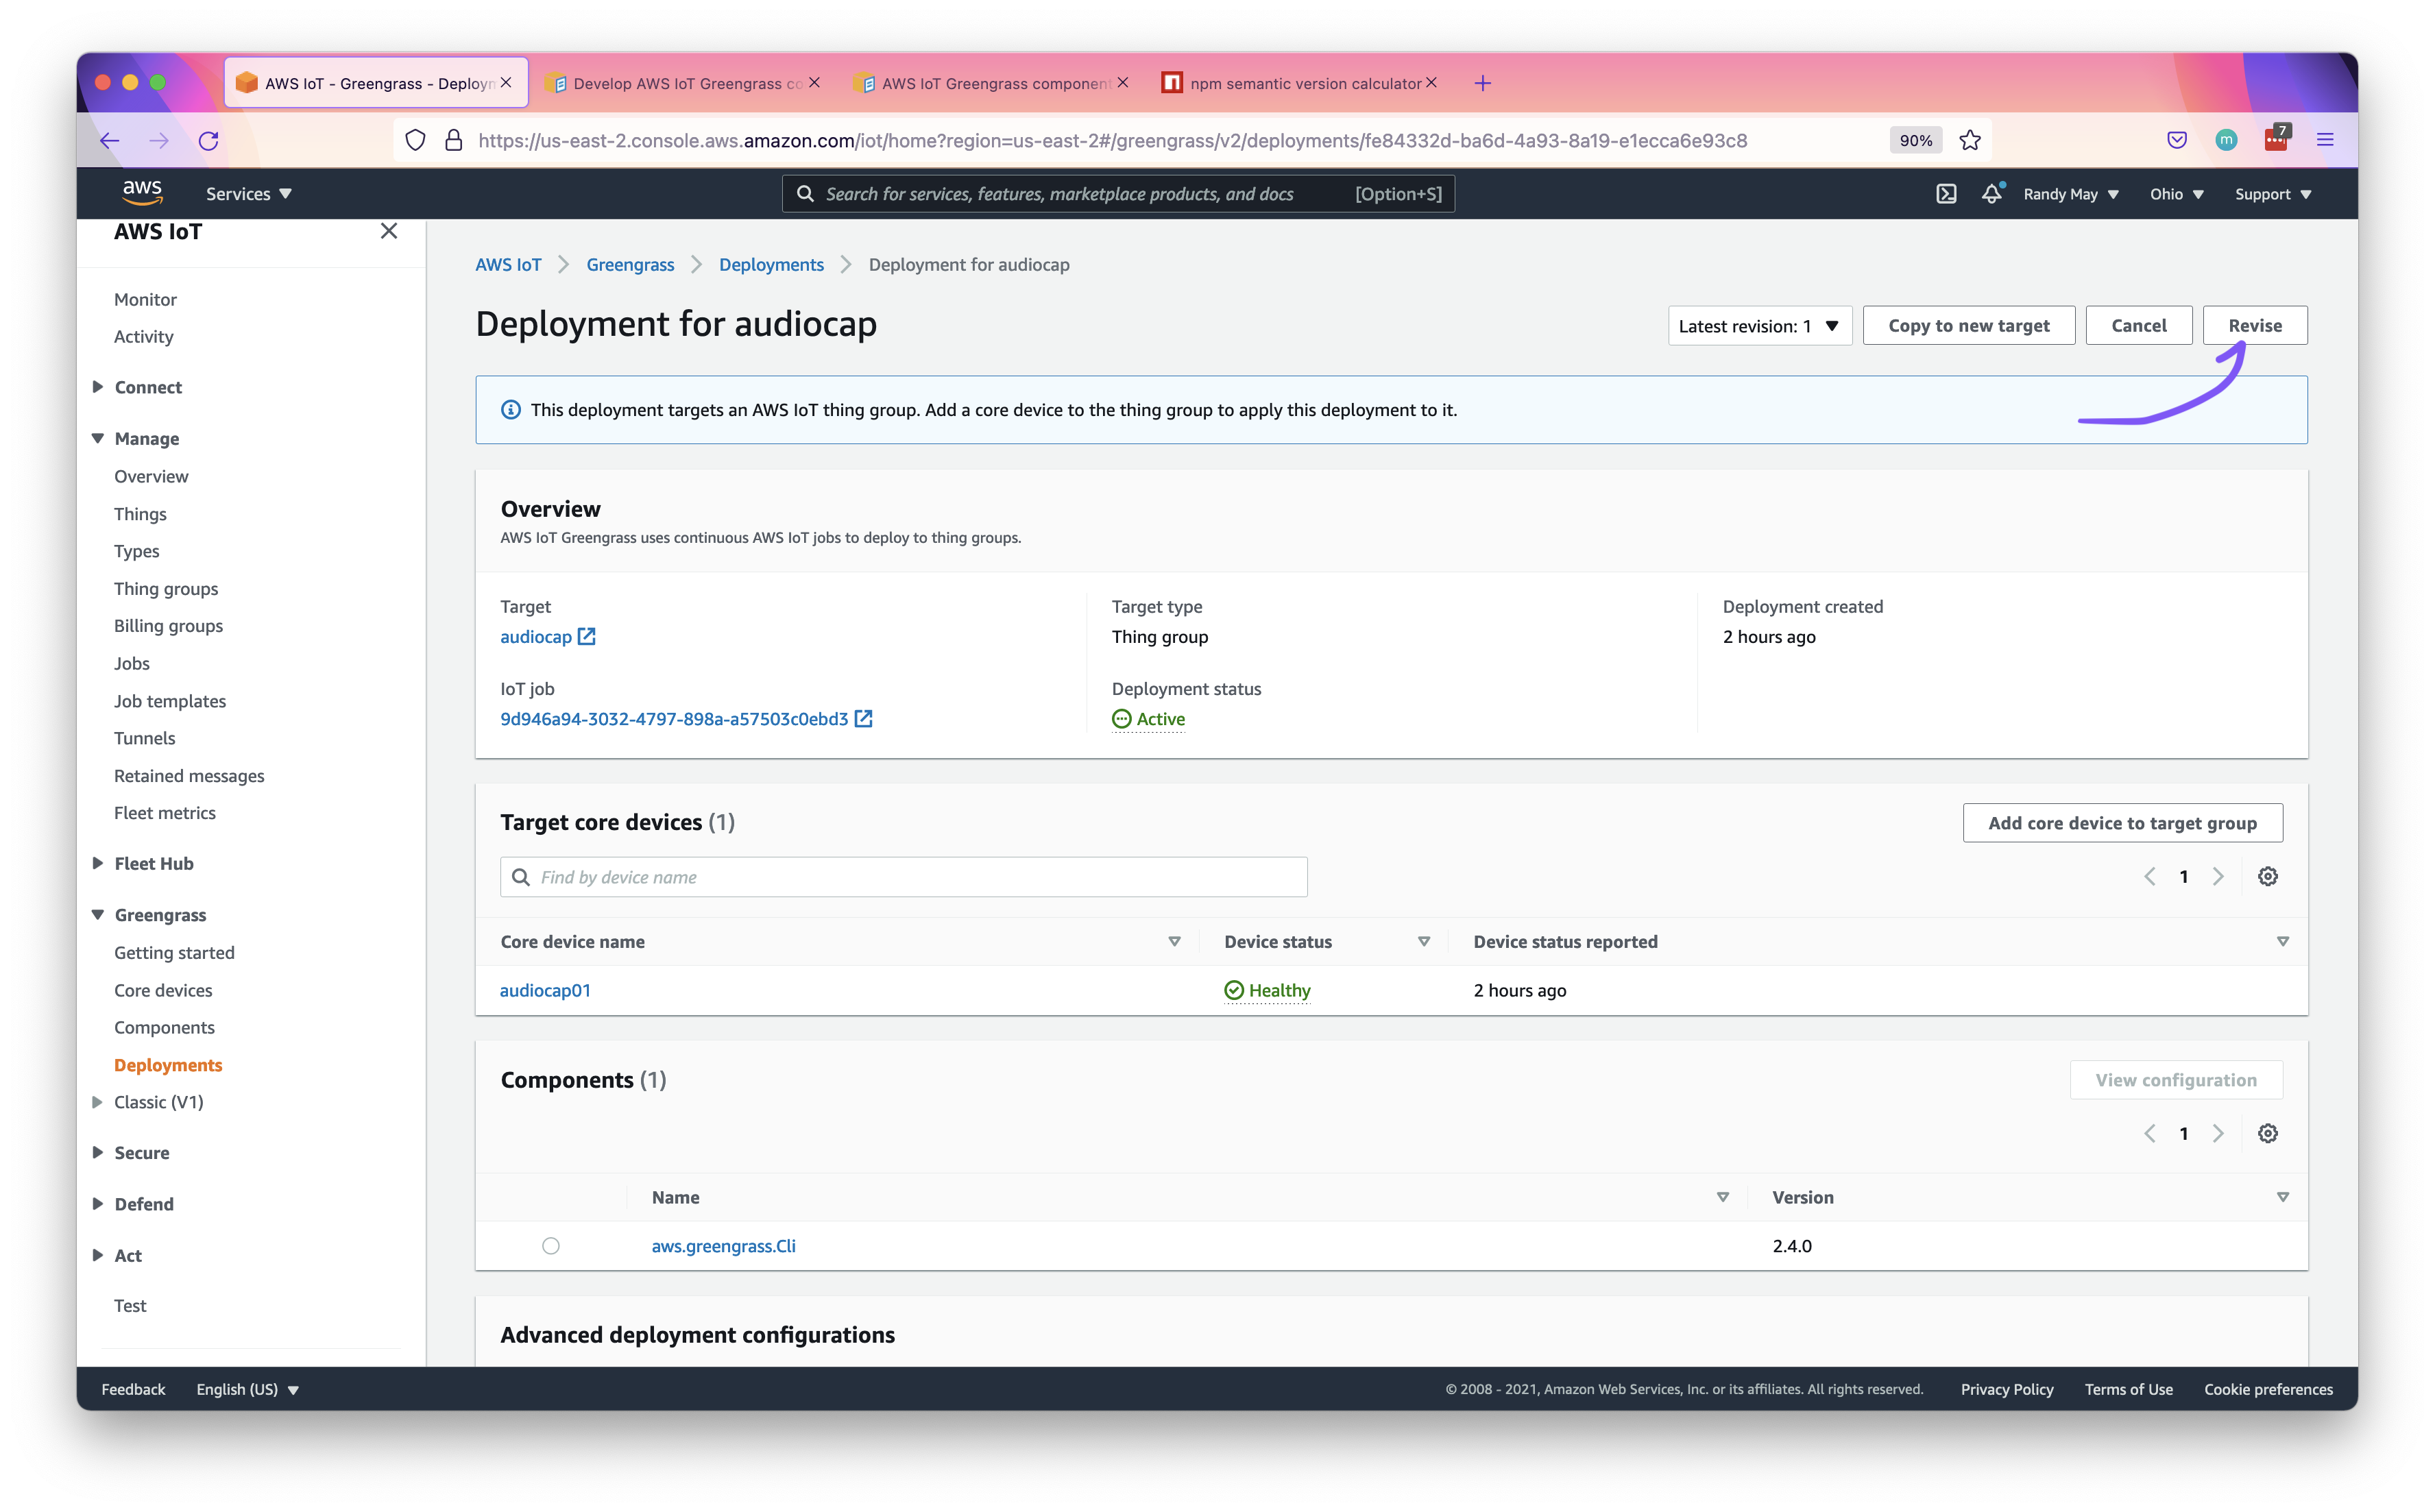 AWS IoT - Greengrass - Deploym
Develop AWS IoT Greengrass co
AWS IoT Greengrass component
npm semantic version calculator
https://us-east-2.console.aws.amazon.com/iot/home?region=us-east-2#/greengrass/v2/deployments/fe84332d-ba6d-4a93-8a19-e1ecca6e93c8
90%
m
7
aws
Services
Search for services, features, marketplace products, and docs
[Option+S]
Randy May
Ohio
Support
AWS IoT
Monitor
Activity
Connect
Manage
Overview
Things
Types
Thing groups
Billing groups
Jobs
Job templates
Tunnels
Retained messages
Fleet metrics
Fleet Hub
Greengrass
Getting started
Core devices
Components
Deployments
Classic (V1)
Secure
Defend
Act
Test
AWS IoT
Greengrass
Deployments
Deployment for audiocap
Deployment for audiocap
Latest revision: 1
Copy to new target
Cancel
Revise
This deployment targets an AWS IoT thing group. Add a core device to the thing group to apply this deployment to it.
Overview
AWS IoT Greengrass uses continuous AWS IoT jobs to deploy to thing groups.
Target
audiocap
Target type
Thing group
Deployment created
2 hours ago
IoT job
9d946a94-3032-4797-898a-a57503c0ebd3
Deployment status
Active
Target core devices (1)
Add core device to target group
Find by device name
1
Core device name
Device status
Device status reported
audiocap01
Healthy
2 hours ago
Components (1)
View configuration
1
Name
Version
aws.greengrass.Cli
2.4.0
Advanced deployment configurations
Feedback
English (US)
© 2008 - 2021, Amazon Web Services, Inc. or its affiliates. All rights reserved.
Privacy Policy
Terms of Use
Cookie preferences